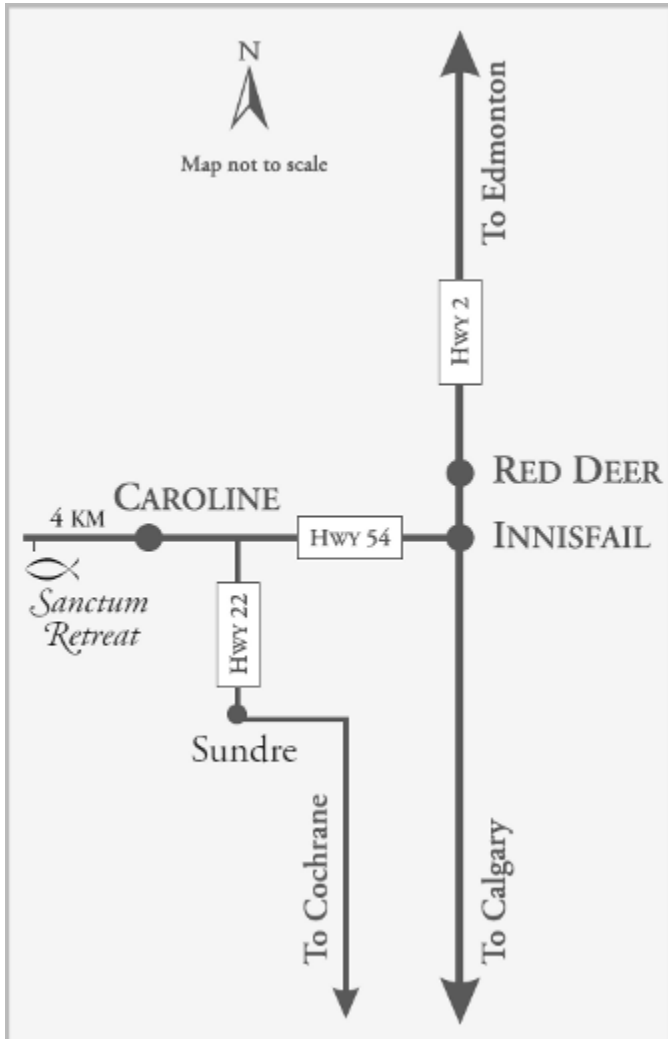 N
Map not to scale
To Edmonton
HWY 2
RED DEER
CAROLINE
4 KM
HWY 54
INNISFAIL
Sanctum
Retreat
HWY 22
Sundre
To Cochrane
To Calgary